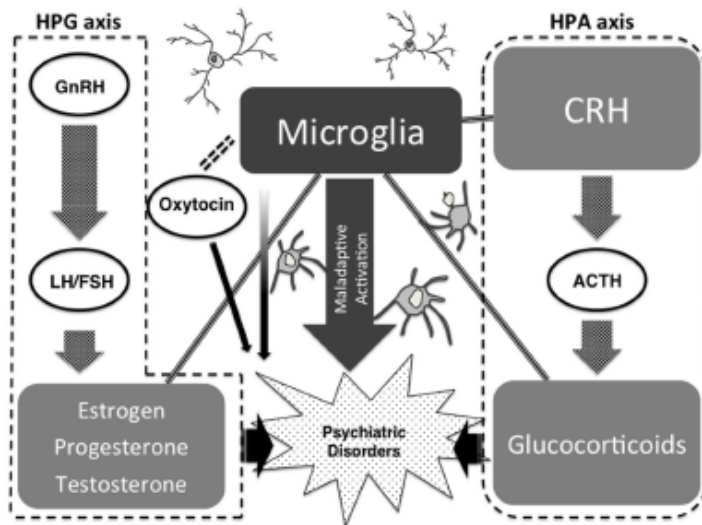 HPG axis
HPA axis
GnRH
Microglia
CRH
Oxytocin
LH/FSH
Maladaptive
Activation
ACTH
Estrogen
Progesterone
Testosterone
Psychiatric
Disorders
Glucocorticoids